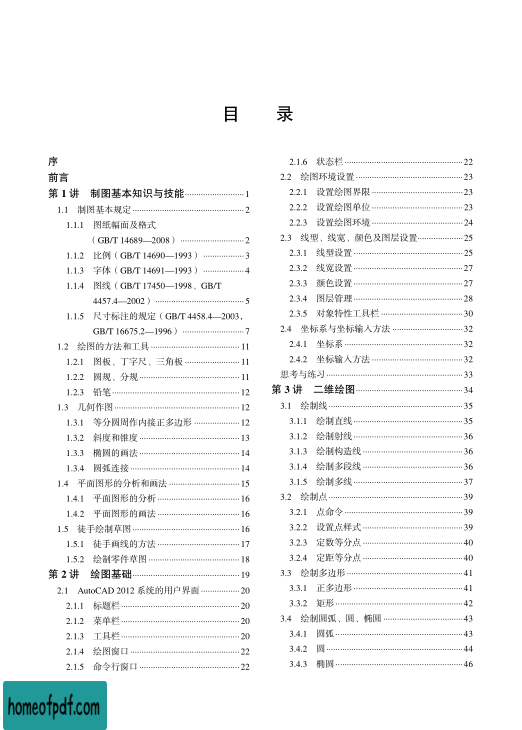 目 录
序
前言
第 1 讲 制图基本知识与技能 1
1.1 制图基本规定 2
1.1.1 图纸幅面及格式
（GB/T 14689—2008） 2
1.1.2 比例（GB/T 14690—1993） 3
1.1.3 字体（GB/T 14691—1993） 4
1.1.4 图线（GB/T 17450—1998、GB/T
4457.4—2002） 5
1.1.5 尺寸标注的规定（GB/T 4458.4—2003，
GB/T 16675.2—1996） 7
1.2 绘图的方法和工具 11
1.2.1 图板、丁字尺、三角板 11
1.2.2 圆规、分规 11
1.2.3 铅笔 12
1.3 几何作图 12
1.3.1 等分圆周作内接正多边形 12
1.3.2 斜度和锥度 13
1.3.3 椭圆的画法 14
1.3.4 圆弧连接 14
1.4 平面图形的分析和画法 15
1.4.1 平面图形的分析 16
1.4.2 平面图形的画法 16
1.5 徒手绘制草图 16
1.5.1 徒手画线的方法 17
1.5.2 绘制零件草图 18
第 2 讲 绘图基础 19
2.1 AutoCAD 2012 系统的用户界面 20
2.1.1 标题栏 20
2.1.2 菜单栏 20
2.1.3 工具栏 20
2.1.4 绘图窗口 22
2.1.5 命令行窗口 22
2.1.6 状态栏 22
2.2 绘图环境设置 23
2.2.1 设置绘图界限 23
2.2.2 设置绘图单位 23
2.2.3 设置绘图环境 24
2.3 线型、线宽、颜色及图层设置 25
2.3.1 线型设置 25
2.3.2 线宽设置 27
2.3.3 颜色设置 27
2.3.4 图层管理 28
2.3.5 对象特性工具栏 30
2.4 坐标系与坐标输入方法 32
2.4.1 坐标系 32
2.4.2 坐标输入方法 32
思考与练习 33
第 3 讲 二维绘图 34
3.1 绘制线 35
3.1.1 绘制直线 35
3.1.2 绘制射线 36
3.1.3 绘制构造线 36
3.1.4 绘制多段线 36
3.1.5 绘制多线 37
3.2 绘制点 39
3.2.1 点命令 39
3.2.2 设置点样式 39
3.2.3 定数等分点 40
3.2.4 定距等分点 40
3.3 绘制多边形 41
3.3.1 正多边形 41
3.3.2 矩形 42
3.4 绘制圆弧、圆、椭圆 43
3.4.1 圆弧 43
3.4.2 圆 44
3.4.3 椭圆 46
homeofpdf.com